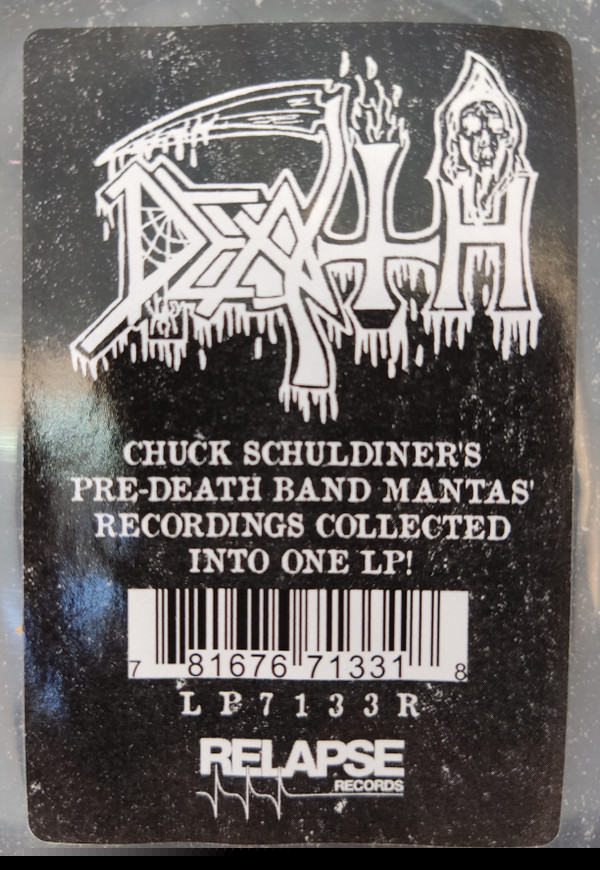 DEATH
CHUCK SCHULDINER'S
PRE-DEATH BAND MANTAS'
RECORDINGS COLLECTED
INTO ONE LP!
7 81676 71331 8
LP7133R
RELAPSE
RECORDS